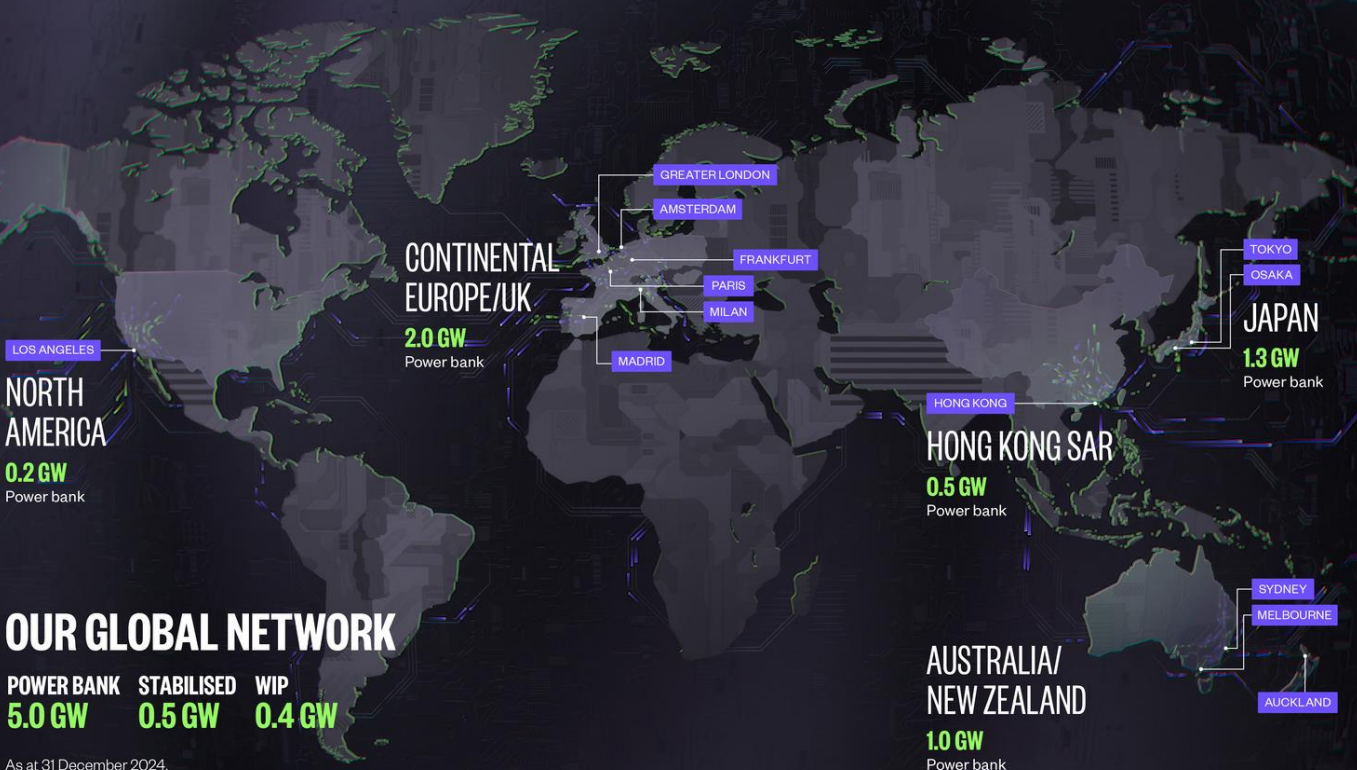 GREATER LONDON
AMSTERDAM
CONTINENTAL
EUROPE/UK
2.0 GW
Power bank
FRANKFURT
PARIS
MILAN
MADRID
TOKYO
OSAKA
JAPAN
1.3 GW
Power bank
LOS ANGELES
NORTH
AMERICA
0.2 GW
Power bank
HONG KONG
HONG KONG SAR
0.5 GW
Power bank
SYDNEY
MELBOURNE
AUCKLAND
AUSTRALIA/
NEW ZEALAND
1.0 GW
Power bank
OUR GLOBAL NETWORK
POWER BANK STABILISED WIP
5.0 GW 0.5 GW 0.4 GW
As at 31 December 2024.